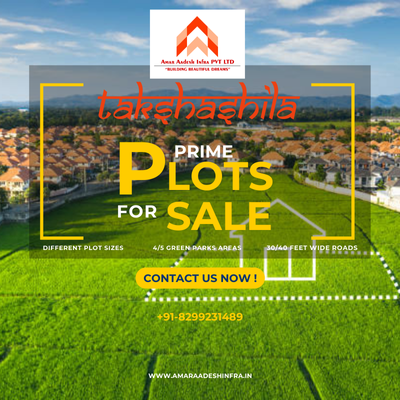 Amar Aadesh Infra PVT LTD
"BUILDING BEAUTIFUL DREAMS"
takshashila
PRIME
PLOTS
FOR SALE
DIFFERENT PLOT SIZES 4/5 GREEN PARKS AREAS 30/40 FEET WIDE ROADS
CONTACT US NOW !
+91-8299231489
WWW.AMARAADESHINFRA.IN